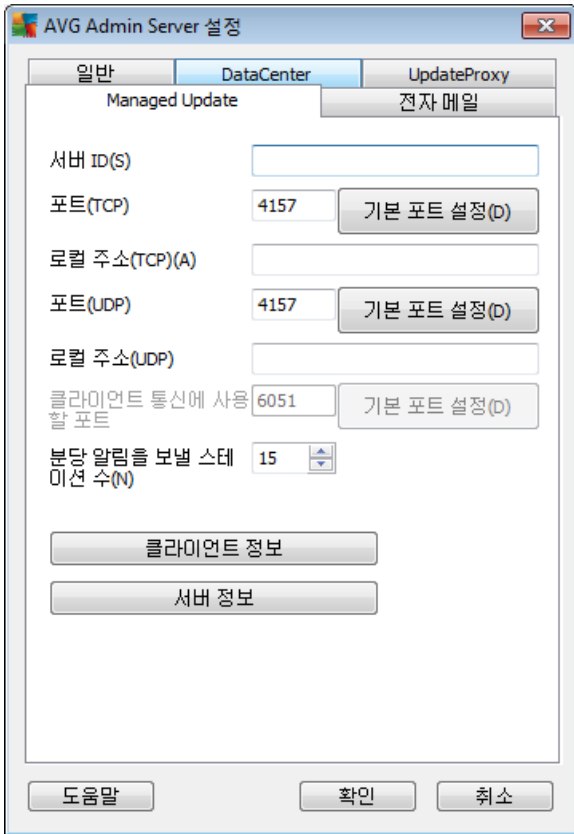 AVG Admin Server 설정
일반
DataCenter
UpdateProxy
Managed Update
전자 메일
서버 ID(S)
포트(TCP)
4157
기본 포트 설정(D)
로컬 주소(TCP)(A)
포트(UDP)
4157
기본 포트 설정(D)
로컬 주소(UDP)
클라이언트 통신에 사용
할 포트
6051
기본 포트 설정(D)
분당 알림을 보낼 스테
이션 수(N)
15
클라이언트 정보
서버 정보
도움말
확인
취소